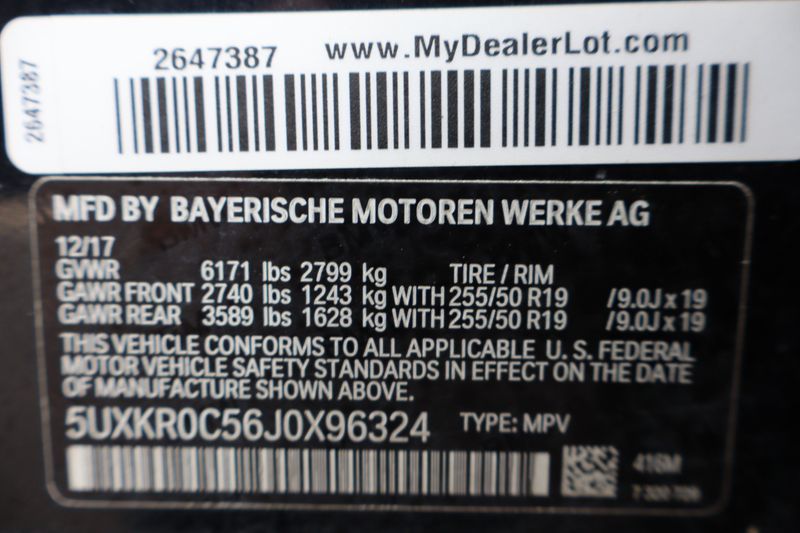 2647387
2647387 www.MyDealerLot.com
MFD BY BAYERISCHE MOTOREN WERKE AG
12/17
GVWR 6171 lbs 2799 kg TIRE / RIM
GAWR FRONT 2740 lbs 1243 kg WITH 255/50 R19 /9.0J x 19
GAWR REAR 3589 lbs 1628 kg WITH 255/50 R19 /9.0J x 19
THIS VEHICLE CONFORMS TO ALL APPLICABLE U.S. FEDERAL
MOTOR VEHICLE SAFETY STANDARDS IN EFFECT ON THE DATE
OF MANUFACTURE SHOWN ABOVE.
5UXKR0C56J0X96324 TYPE: MPV
416M